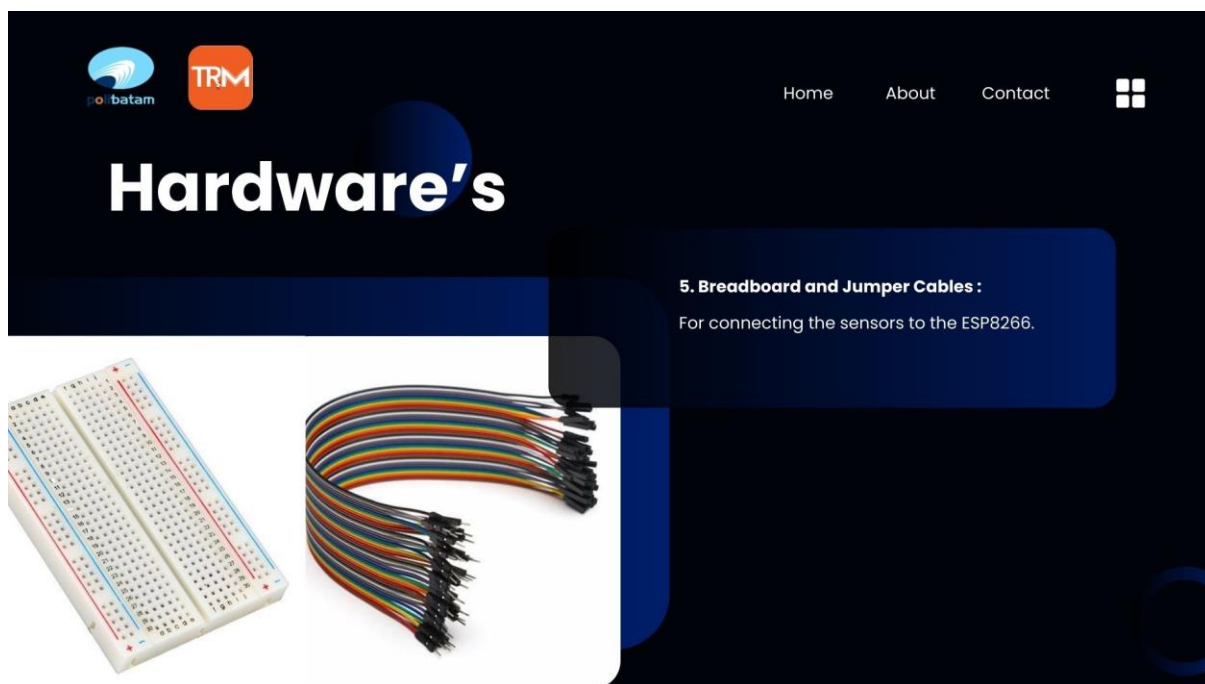 polibatam
TRM
Home
About
Contact
Hardware’s
5. Breadboard and Jumper Cables :
For connecting the sensors to the ESP8266.